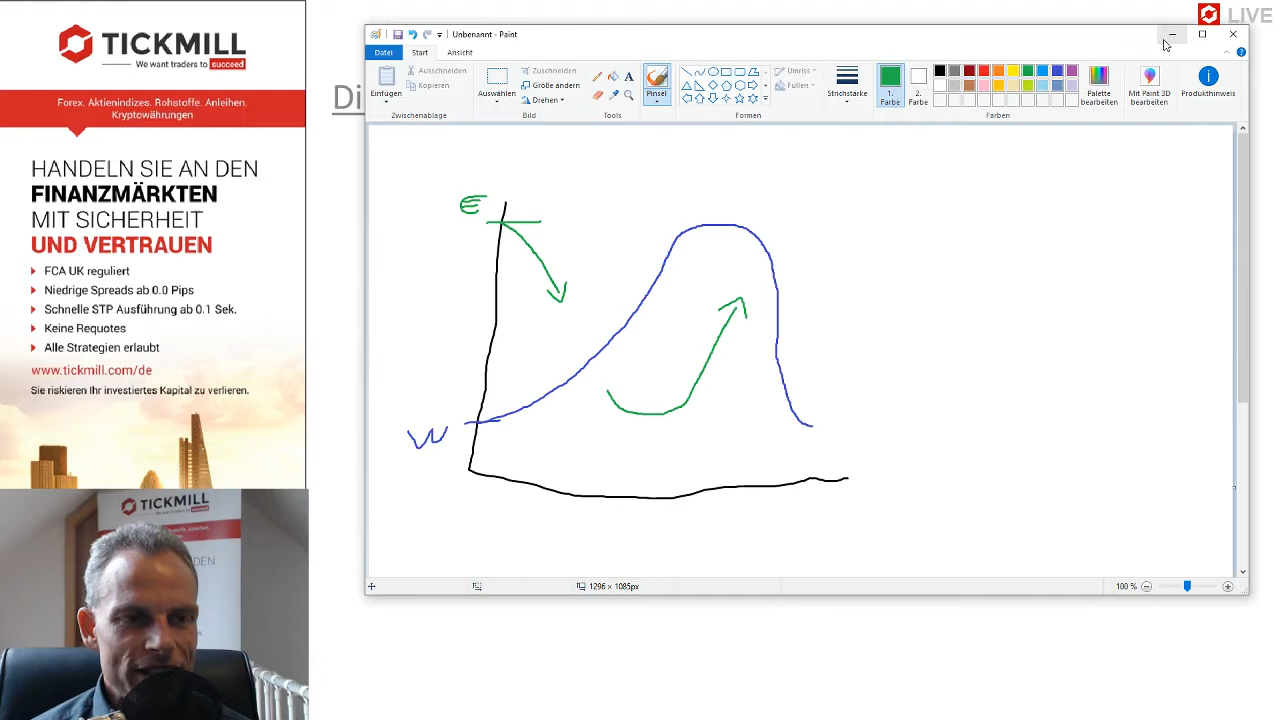 TICKMILL
We want traders to succeed
Forex. Aktienindizes. Rohstoffe. Anleihen.
Kryptowährungen
HANDELN SIE AN DEN
FINANZMÄRKTEN
MIT SICHERHEIT
UND VERTRAUEN
FCA UK reguliert
Niedrige Spreads ab 0.0 Pips
Schnelle STP Ausführung ab 0.1 Sek.
Keine Requotes
Alle Strategien erlaubt
www.tickmill.com/de
Sie riskieren Ihr investiertes Kapital zu verlieren.
TICKMILL
LIVE
Di
Unbenannt - Paint
Datei Start Ansicht
Einfügen
Ausschneiden
Kopieren
Zwischenablage
Auswählen
Zuschneiden
Größe ändern
Drehen
Bild
A
Tools
Pinsel
Umriss
Füllen
Formen
Strichstärke
1. Farbe
2. Farbe
Palette bearbeiten
Farben
Mit Paint 3D bearbeiten
Produkthinweis
E
W
1296 × 1085px
100 %